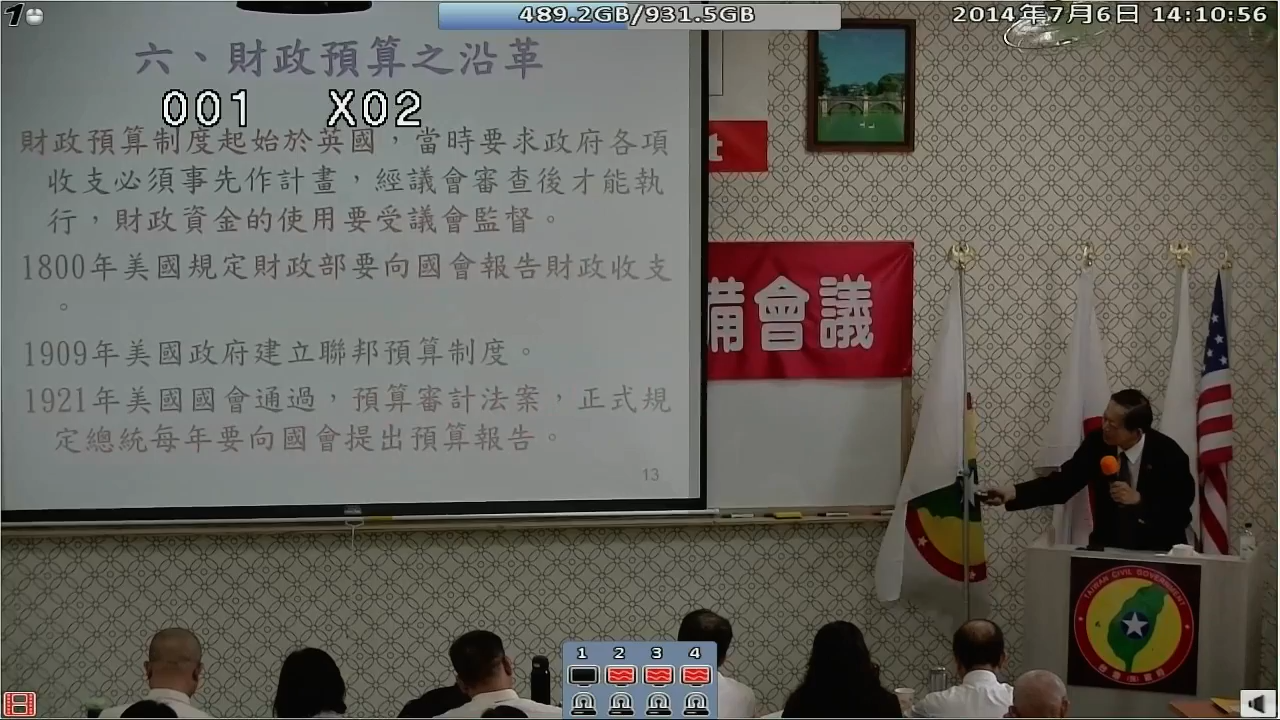 1
489.2GB/931.5GB
2014年7月6日 14:10:56
六、財政預算之沿革
001 X02
財政預算制度起始於英國，當時要求政府各項
收支必須事先作計畫，經議會審查後才能執
行，財政資金的使用要受議會監督。
1800年美國規定財政部要向國會報告財政收支
。
1909年美國政府建立聯邦預算制度。
1921年美國國會通過，預算審計法案，正式規
定總統每年要向國會提出預算報告。
13
t
備會議
TAIWAN CIVIL GOVERNMENT
1 2 3 4